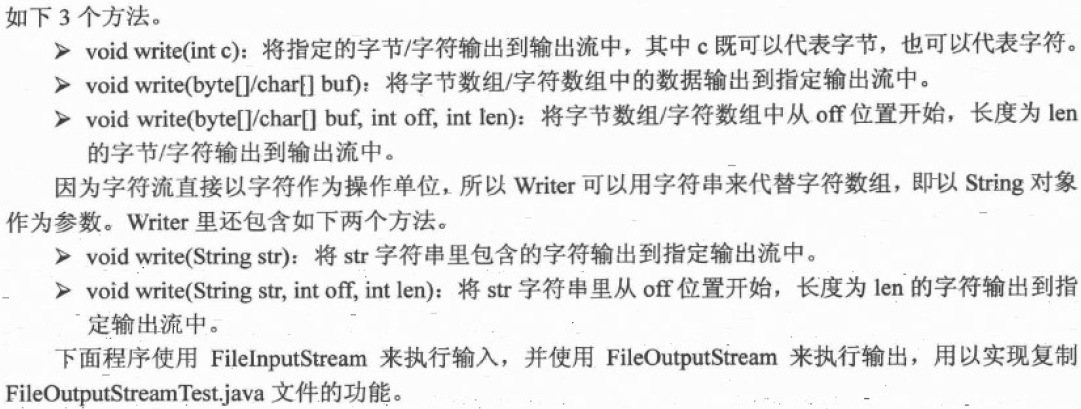 如下 3 个方法。
➢ void write(int c)：将指定的字节/字符输出到输出流中，其中 c 既可以代表字节，也可以代表字符。
➢ void write(byte[]/char[] buf)：将字节数组/字符数组中的数据输出到指定输出流中。
➢ void write(byte[]/char[] buf, int off, int len)：将字节数组/字符数组中从 off 位置开始，长度为 len
的字节/字符输出到输出流中。
因为字符流直接以字符作为操作单位，所以 Writer 可以用字符串来代替字符数组，即以 String 对象
作为参数。Writer 里还包含如下两个方法。
➢ void write(String str)：将 str 字符串里包含的字符输出到指定输出流中。
➢ void write(String str, int off, int len)：将 str 字符串里从 off 位置开始，长度为 len 的字符输出到指
定输出流中。
下面程序使用 FileInputStream 来执行输入，并使用 FileOutputStream 来执行输出，用以实现复制
FileOutputStreamTest.java 文件的功能。